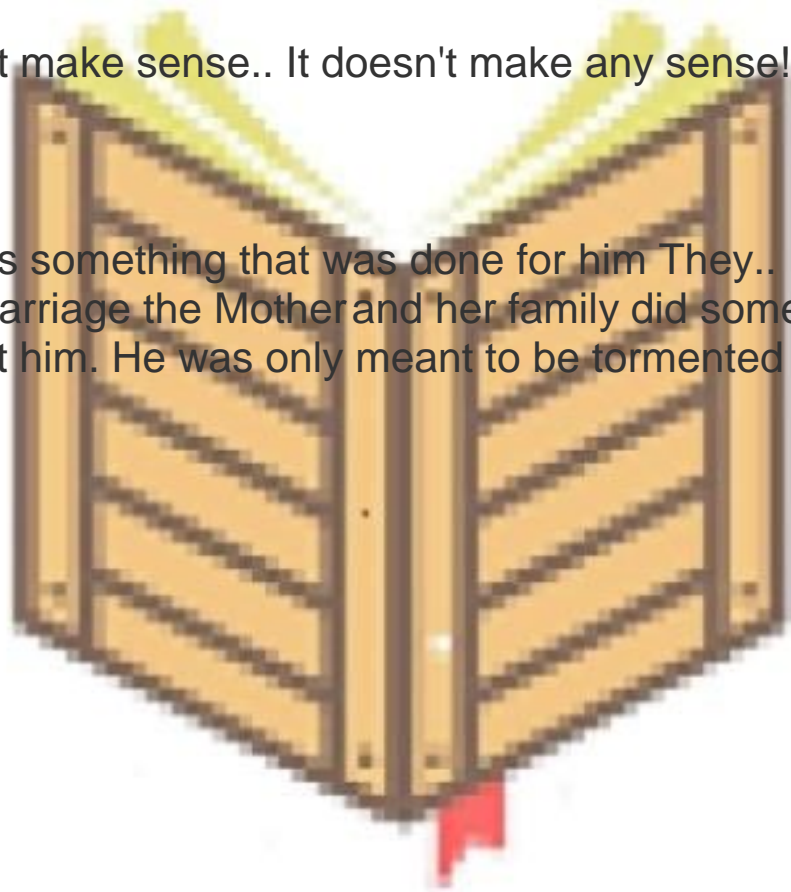 t make sense.. It doesn't make any sense!
s something that was done for him They..
arriage the Mother and her family did some
t him. He was only meant to be tormented